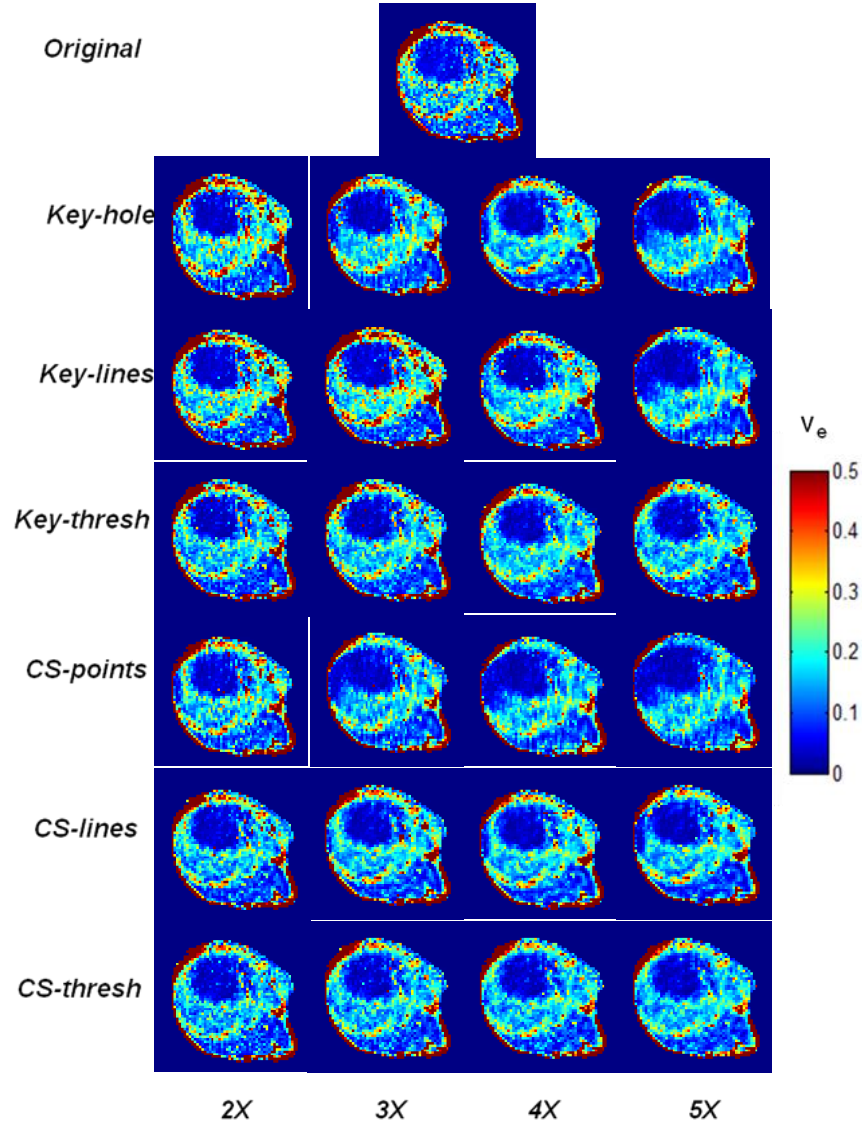 Original
Key-hole
Key-lines
v_e
0.5
Key-thresh
0.4
0.3
CS-points
0.2
0.1
0
CS-lines
CS-thresh
2X 3X 4X 5X